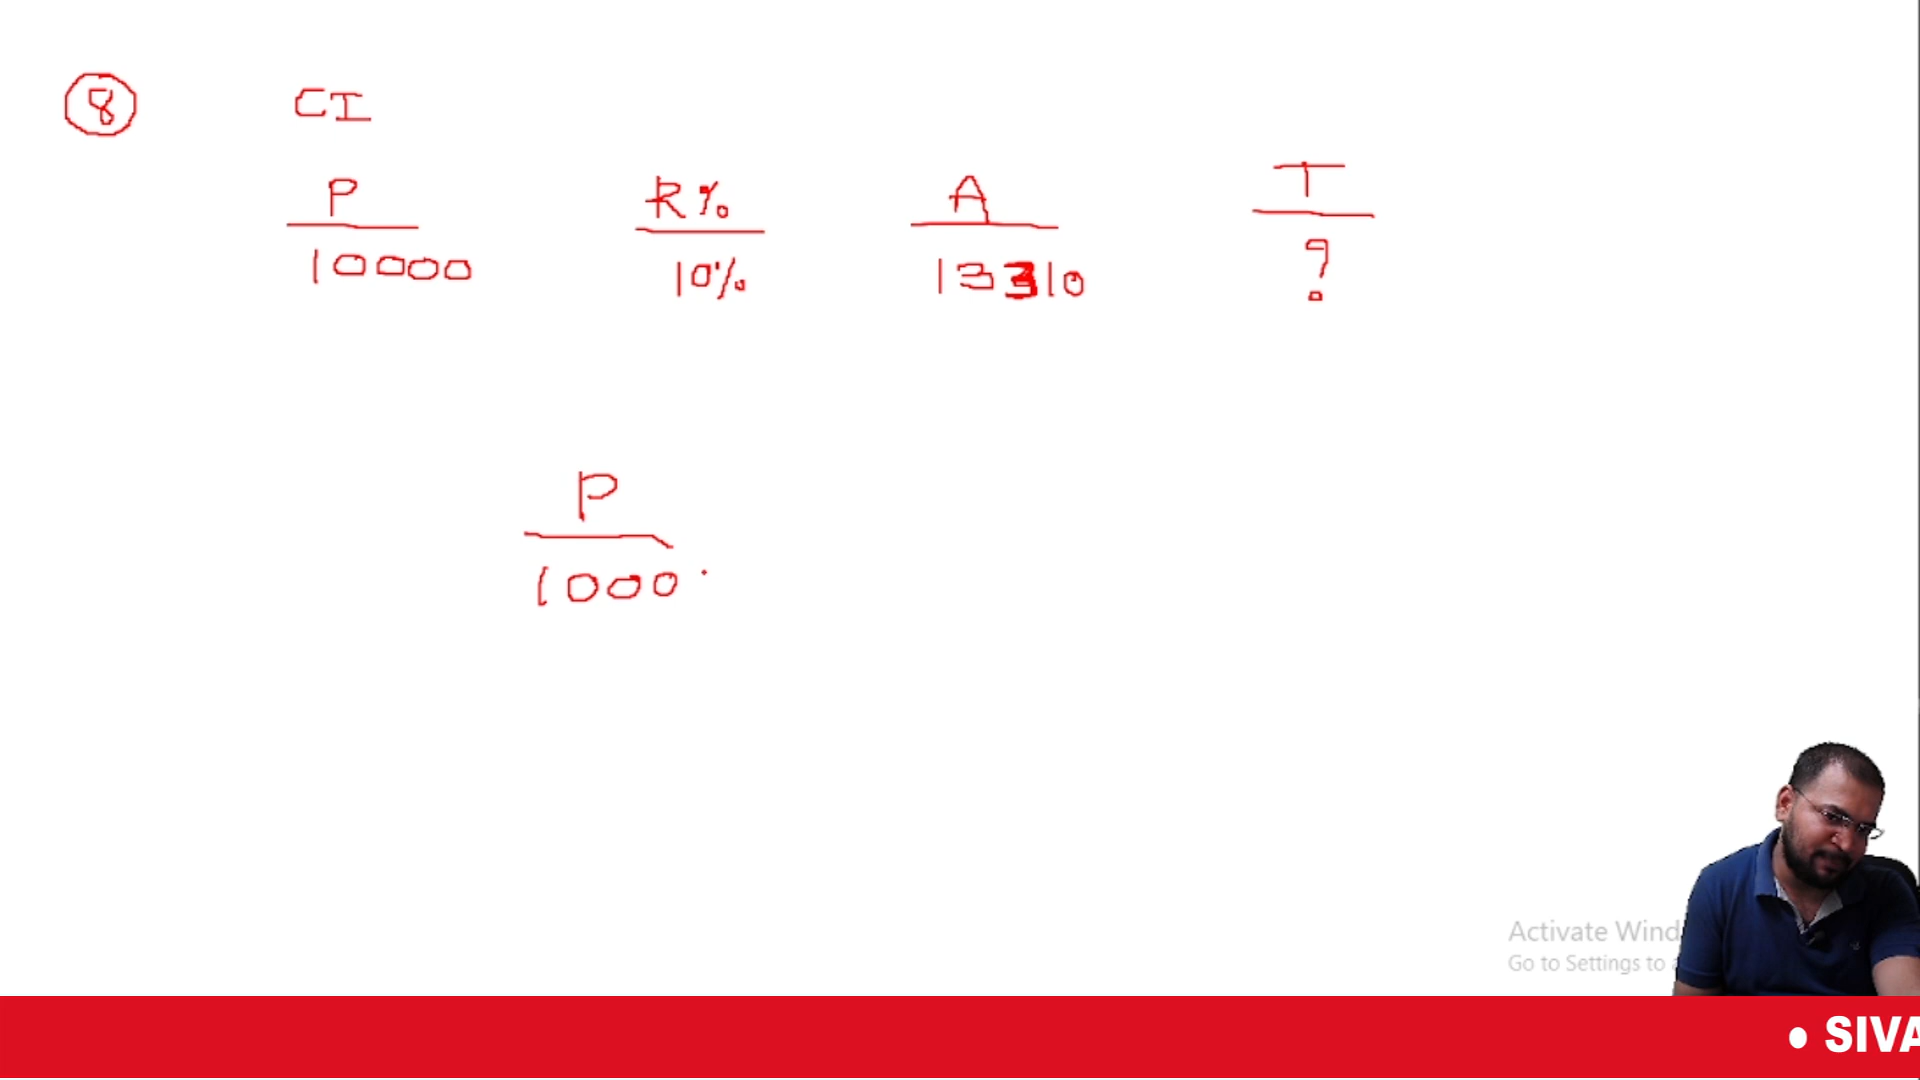 8 CI
P R% A T
10000 10% 13310 ?
P
1000
Activate Wind
Go to Settings to
• SIVA